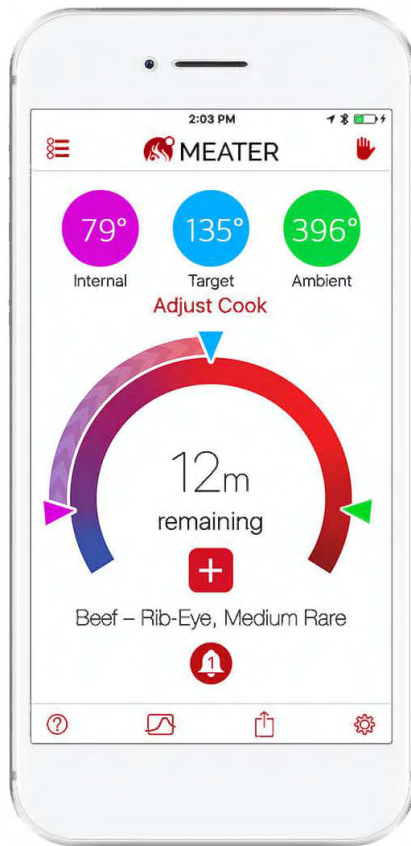 2:03 PM
MEATER
79° 135° 396°
Internal Target Ambient
Adjust Cook
12m
remaining
+
Beef – Rib-Eye, Medium Rare
1
?